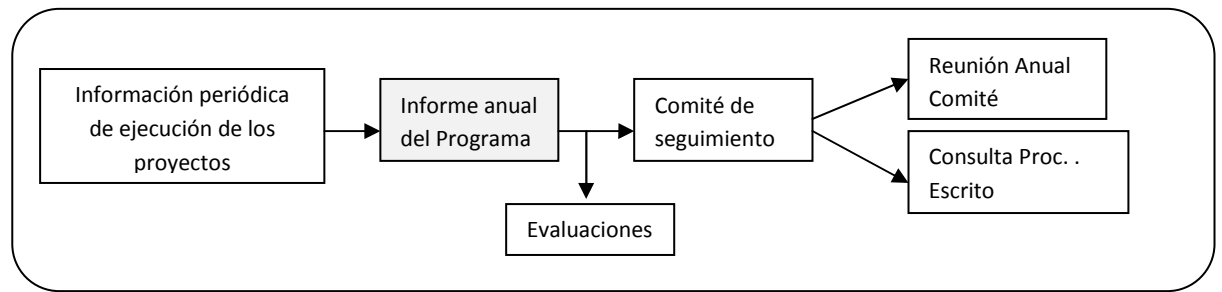 Información periódica
de ejecución de los
proyectos
Informe anual
del Programa
Evaluaciones
Comité de
seguimiento
Reunión Anual
Comité
Consulta Proc. .
Escrito